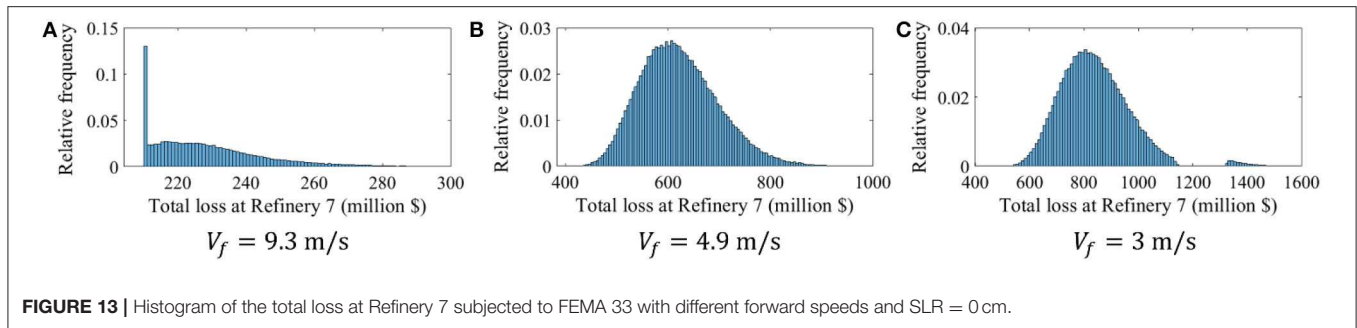 A
Relative frequency
0.15
0.1
0.05
0
220 240 260 280 300
Total loss at Refinery 7 (million $)
V_f = 9.3 m/s
B
Relative frequency
0.03
0.02
0.01
0
400 600 800 1000
Total loss at Refinery 7 (million $)
V_f = 4.9 m/s
C
Relative frequency
0.04
0.02
0
400 600 800 1000 1200 1400 1600
Total loss at Refinery 7 (million $)
V_f = 3 m/s
FIGURE 13 | Histogram of the total loss at Refinery 7 subjected to FEMA 33 with different forward speeds and SLR = 0 cm.